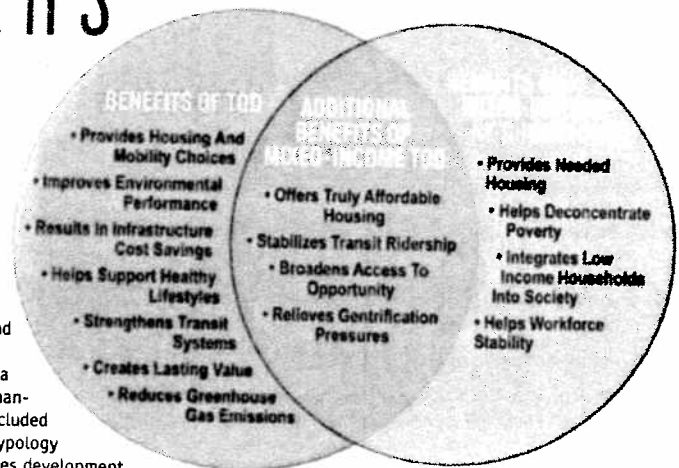 BENEFITS OF TOD
• Provides Housing And
Mobility Choices
• Improves Environmental
Performance
• Results In Infrastructure
Cost Savings
• Helps Support Healthy
Lifestyles
• Strengthens Transit
Systems
• Creates Lasting Value
• Reduces Greenhouse
Gas Emissions
ADDITIONAL
BENEFITS OF
MIXED-INCOME TOD
• Offers Truly Affordable
Housing
• Stabilizes Transit Ridership
• Broadens Access To
Opportunity
• Relieves Gentrification
Pressures
• Provides Needed
Housing
• Helps Deconcentrate
Poverty
• Integrates Low
Income Households
Into Society
• Helps Workforce
Stability
a